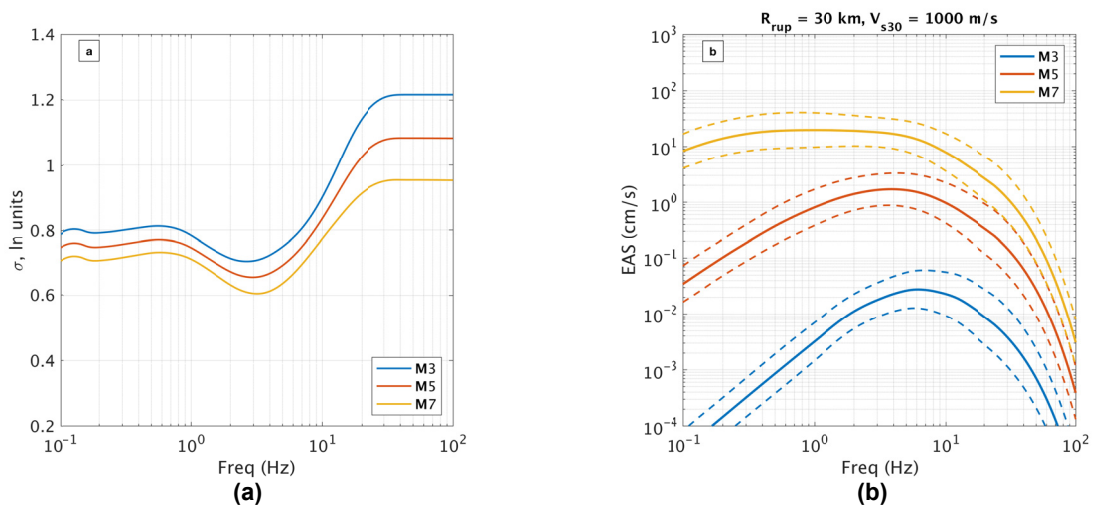 a
σ, ln units
1.4
1.2
1
0.8
0.6
0.4
0.2
10^-1
10^0
10^1
10^2
Freq (Hz)
M3
M5
M7
(a)
R_rup = 30 km, V_s30 = 1000 m/s
b
EAS (cm/s)
10^3
10^2
10^1
10^0
10^-1
10^-2
10^-3
10^-4
10^-1
10^0
10^1
10^2
Freq (Hz)
M3
M5
M7
(b)